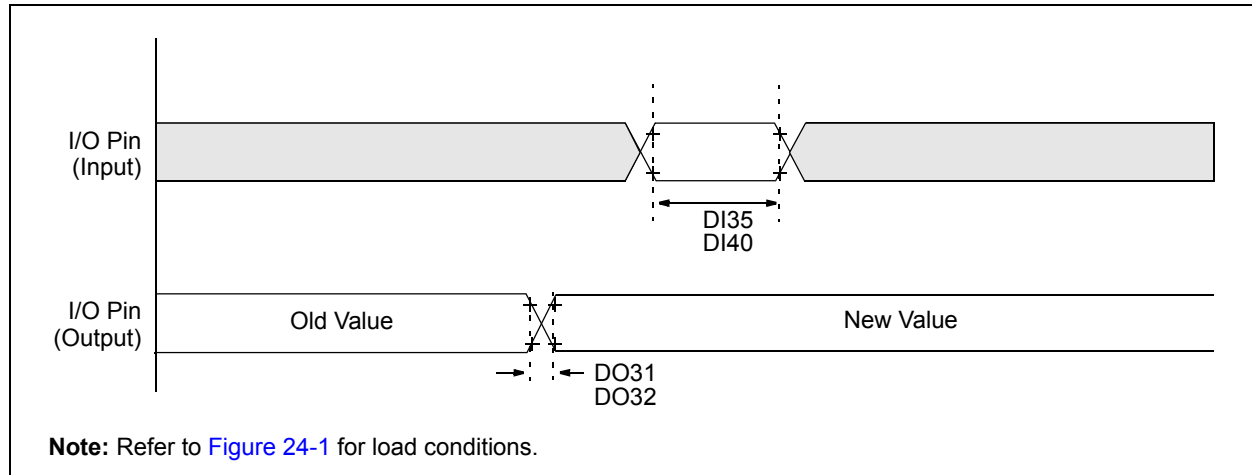 I/O Pin
(Input)
DI35
DI40
I/O Pin
(Output)
Old Value
New Value
DO31
DO32
Note: Refer to Figure 24-1 for load conditions.